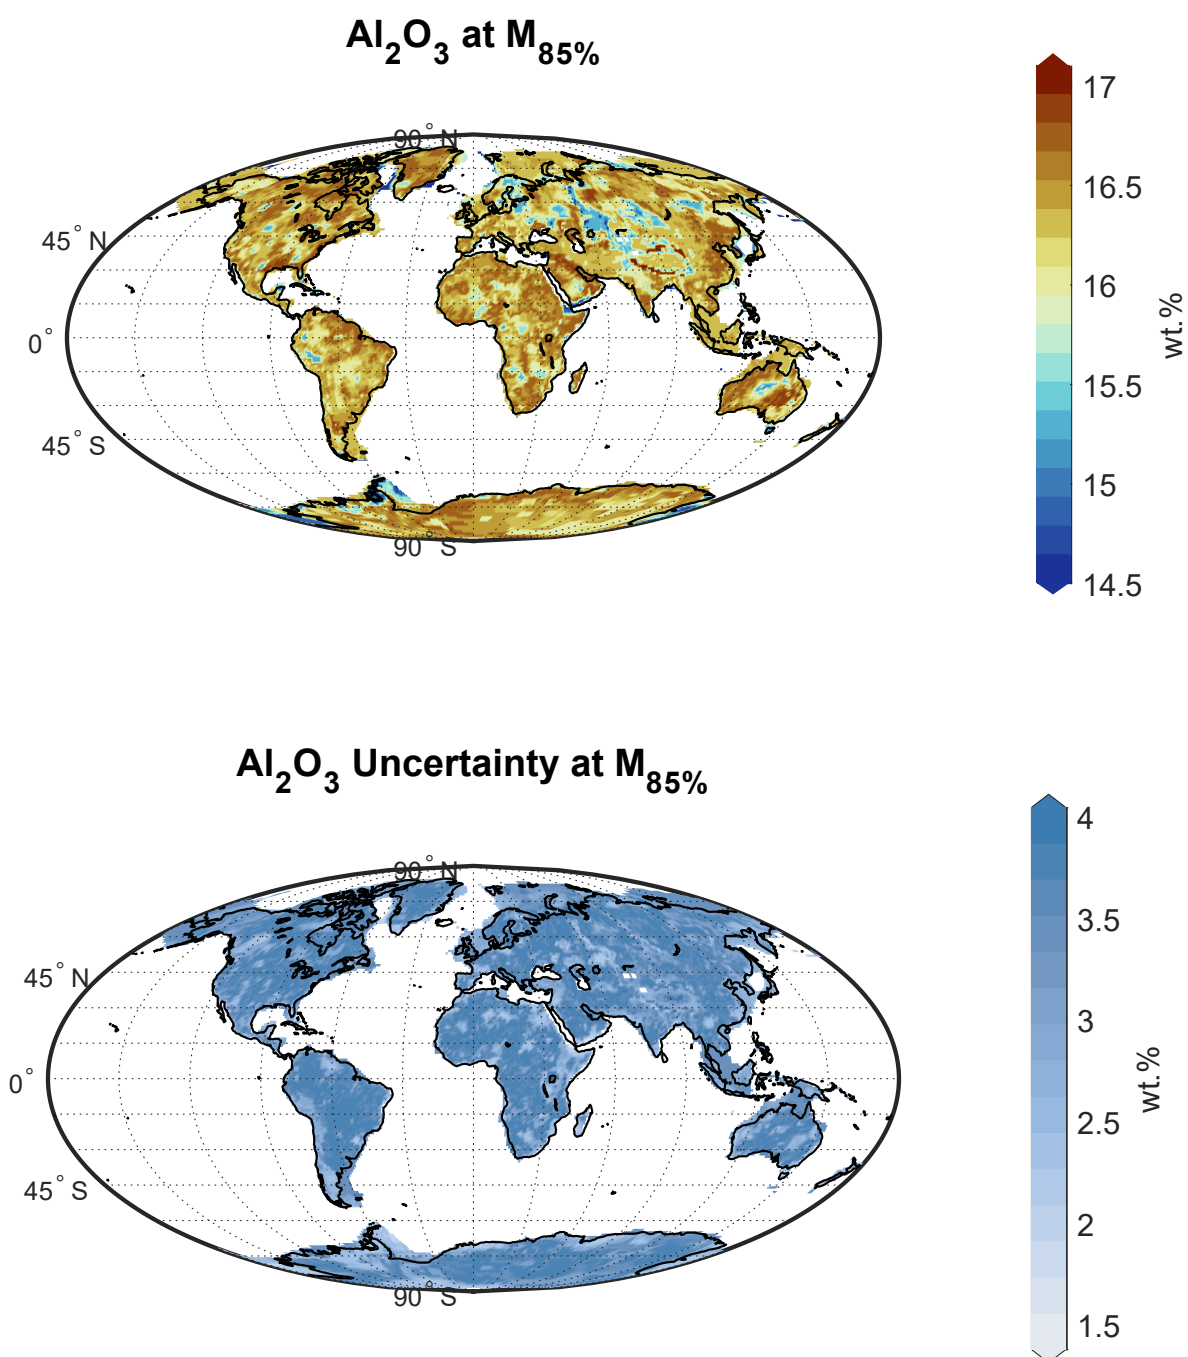 Al₂O₃ at M₈₅%
90° N
45° N
0°
45° S
90° S
17
16.5
16
15.5
15
14.5
wt.%
Al₂O₃ Uncertainty at M₈₅%
90° N
45° N
0°
45° S
90° S
4
3.5
3
2.5
2
1.5
wt.%